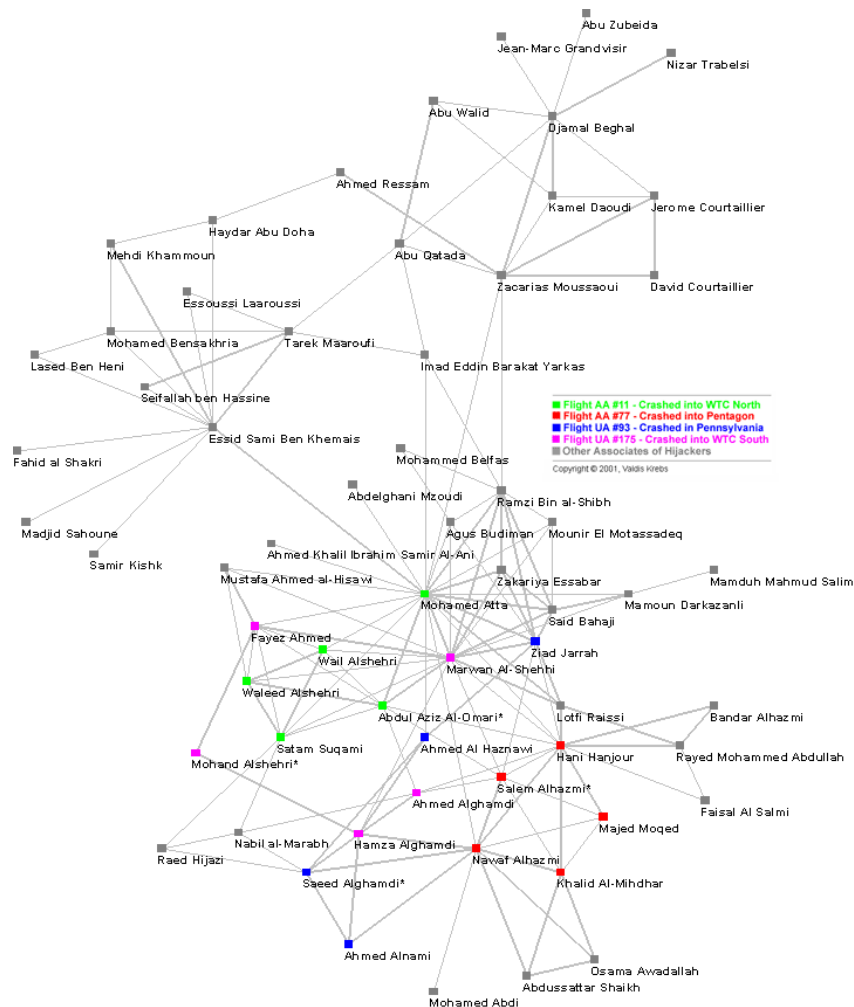 Abu Zubeida
Jean-Marc Grandvisir
Nizar Trabelsi
Abu Walid
Djamal Beghal
Ahmed Ressam
Kamel Daoudi
Jerome Courtaillier
Haydar Abu Doha
Mehdi Khammoun
Abu Qatada
Zacarias Moussaoui
David Courtaillier
Essoussi Laaroussi
Mohamed Bensakhria
Tarek Maaroufi
Lased Ben Heni
Imad Eddin Barakat Yarkas
Seifallah ben Hassine
Flight AA #11 - Crashed into WTC North
Flight AA #77 - Crashed into Pentagon
Flight UA #93 - Crashed in Pennsylvania
Flight UA #175 - Crashed into WTC South
Other Associates of Hijackers
Copyright © 2001, Valdis Krebs
Essid Sami Ben Khemais
Fahid al Shakri
Mohammed Belfas
Abdelghani Mzoudi
Ramzi Bin al-Shibh
Madjid Sahoune
Agus Budiman
Mounir El Motassadeq
Samir Kishk
Ahmed Khalil Ibrahim Samir Al-Ani
Mustafa Ahmed al-Hisawi
Zakariya Essabar
Mamduh Mahmud Salim
Mohamed Atta
Mamoun Darkazanli
Said Bahaji
Fayez Ahmed
Wail Alshehri
Ziad Jarrah
Marwan Al-Shehhi
Waleed Alshehri
Abdul Aziz Al-Omari*
Lotfi Raissi
Bandar Alhazmi
Satam Suqami
Ahmed Al Haznawi
Hani Hanjour
Rayed Mohammed Abdullah
Mohand Alshehri*
Salem Alhazmi*
Ahmed Alghamdi
Faisal Al Salmi
Majed Moqed
Nabil al-Marabh
Hamza Alghamdi
Raed Hijazi
Nawaf Alhazmi
Saeed Alghamdi*
Khalid Al-Mihdhar
Ahmed Alnami
Osama Awadallah
Abdussattar Shaikh
Mohamed Abdi